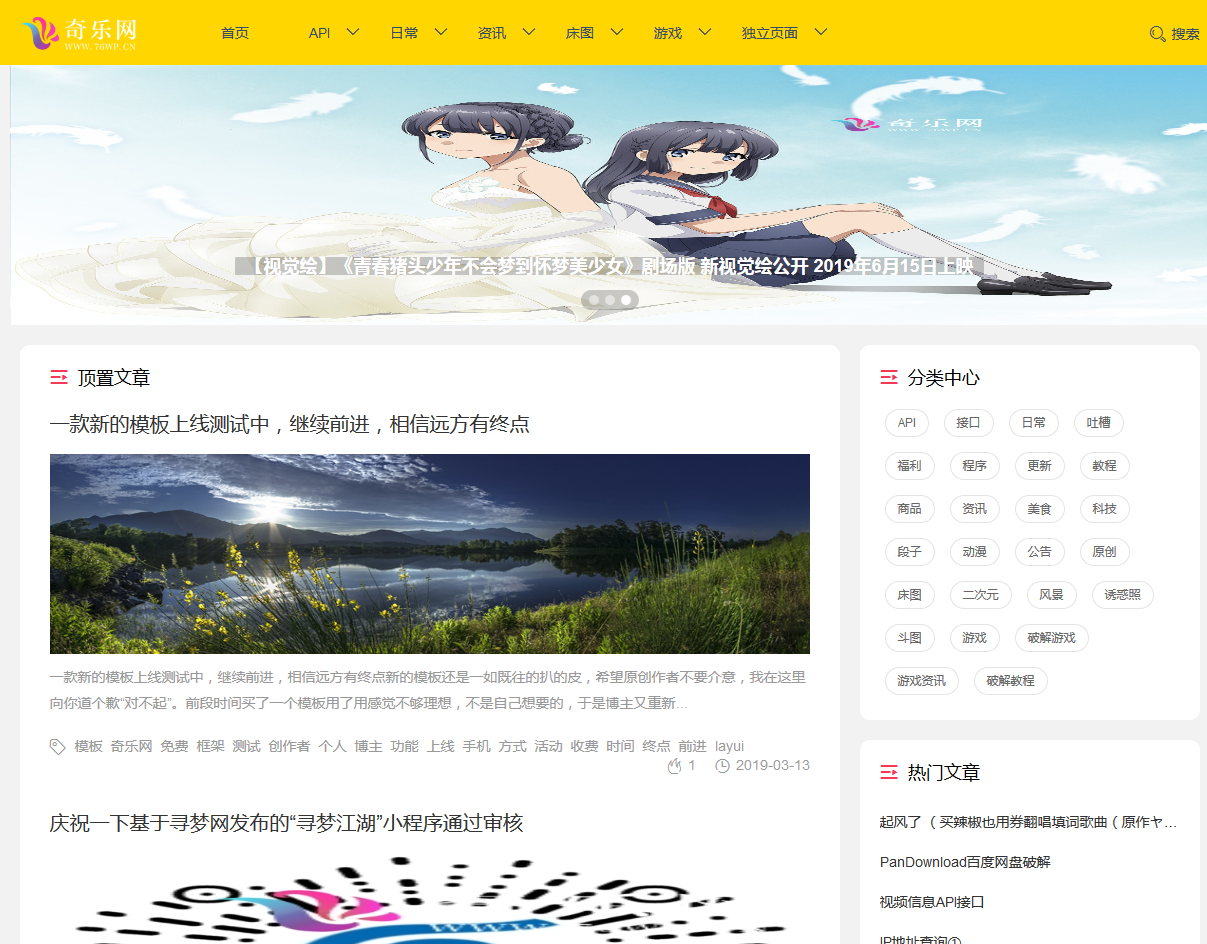 奇乐网
WWW.76WP.CN
首页
API
日常
资讯
床图
游戏
独立页面
搜索
奇乐网
【视觉绘】《青春猪头少年不会梦到怀梦美少女》剧场版 新视觉绘公开 2019年6月15日上映
顶置文章
一款新的模板上线测试中，继续前进，相信远方有终点
一款新的模板上线测试中，继续前进，相信远方有终点新的模板还是一如既往的扒的皮，希望原创作者不要介意，我在这里
向你道个歉“对不起”。前段时间买了一个模板用了用感觉不够理想，不是自己想要的，于是博主又重新...
模板 奇乐网 免费 框架 测试 创作者 个人 博主 功能 上线 手机 方式 活动 收费 时间 终点 前进 layui
1 2019-03-13
庆祝一下基于寻梦网发布的“寻梦江湖”小程序通过审核
WWW
分类中心
API 接口 日常 吐槽
福利 程序 更新 教程
商品 资讯 美食 科技
段子 动漫 公告 原创
床图 二次元 风景 诱惑照
斗图 游戏 破解游戏
游戏资讯 破解教程
热门文章
起风了（买辣椒也用券翻唱填词歌曲（原作ヤ...
PanDownload百度网盘破解
视频信息API接口
IP地址查询①